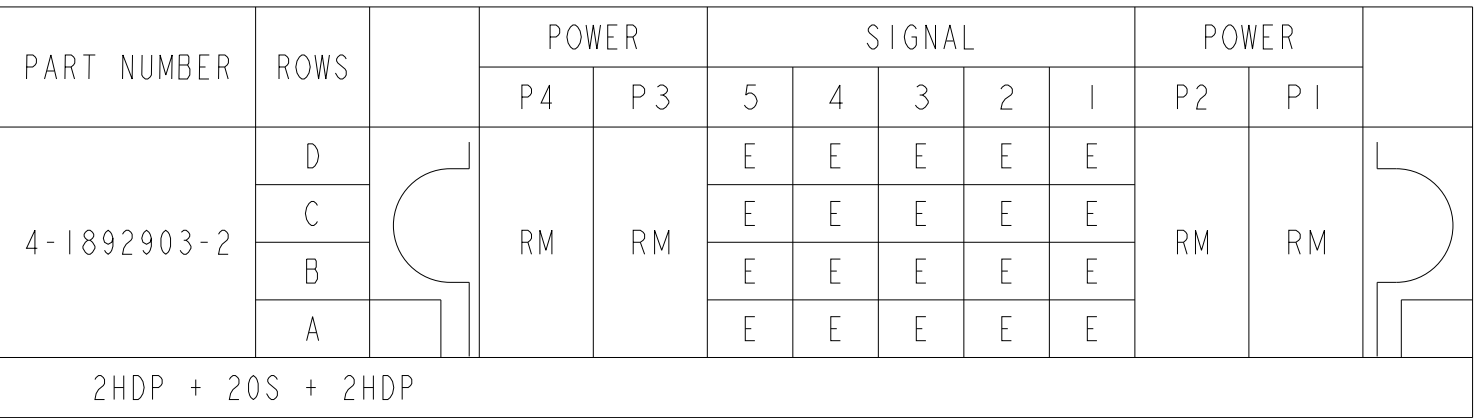 PART NUMBER ROWS POWER SIGNAL POWER
P4 P3 5 4 3 2 1 P2 P1
D E E E E E
C E E E E E
4-1892903-2 RM RM RM RM
B E E E E E
A E E E E E
2HDP + 20S + 2HDP